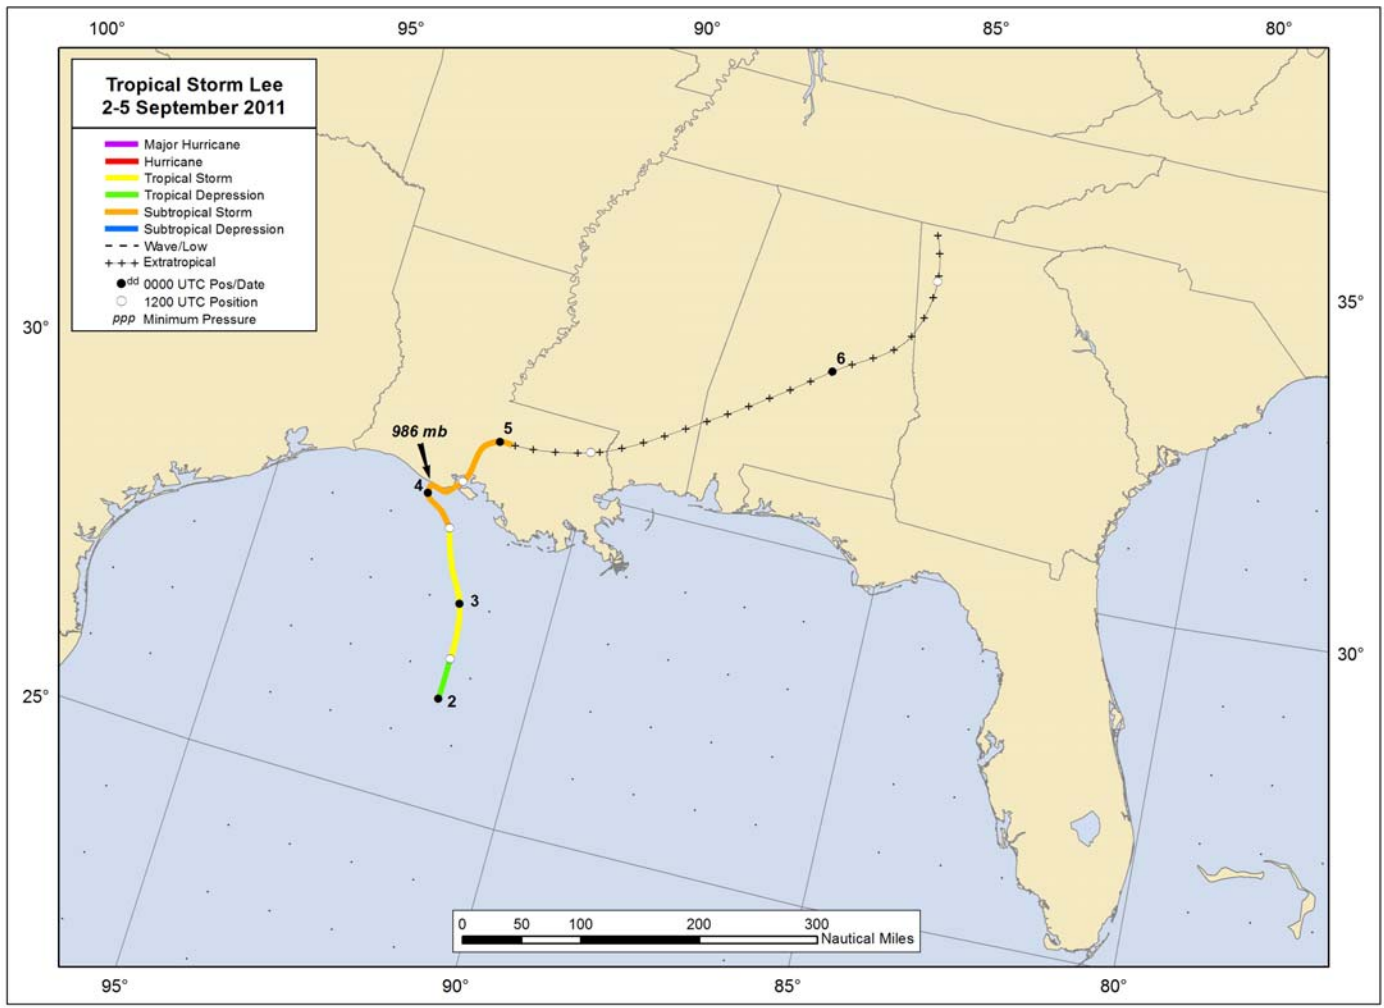 100° 95° 90° 85° 80°
Tropical Storm Lee
2-5 September 2011
Major Hurricane
Hurricane
Tropical Storm
Tropical Depression
Subtropical Storm
Subtropical Depression
Wave/Low
Extratropical
dd 0000 UTC Pos/Date
1200 UTC Position
ppp Minimum Pressure
35°
30°
6
986 mb
5
4
3
30°
25°
2
0 50 100 200 300
Nautical Miles
95° 90° 85° 80°